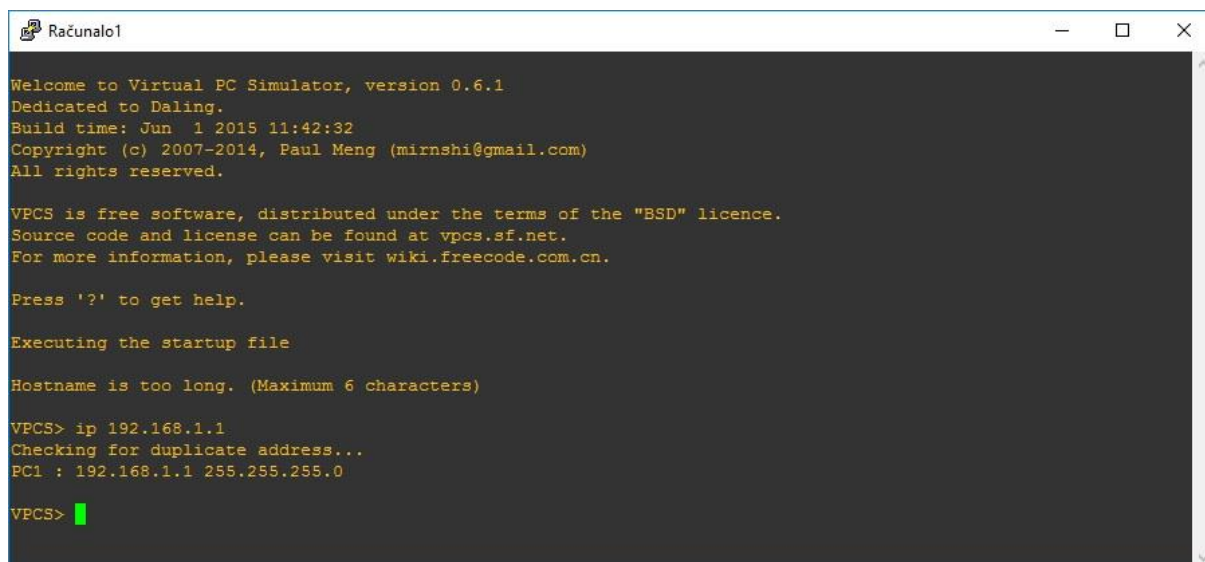 Računalo1
Welcome to Virtual PC Simulator, version 0.6.1
Dedicated to Daling.
Build time: Jun  1 2015 11:42:32
Copyright (c) 2007-2014, Paul Meng (mirnshi@gmail.com)
All rights reserved.
VPCS is free software, distributed under the terms of the "BSD" licence.
Source code and license can be found at vpcs.sf.net.
For more information, please visit wiki.freecode.com.cn.
Press '?' to get help.
Executing the startup file
Hostname is too long. (Maximum 6 characters)
VPCS> ip 192.168.1.1
Checking for duplicate address...
PC1 : 192.168.1.1 255.255.255.0
VPCS>